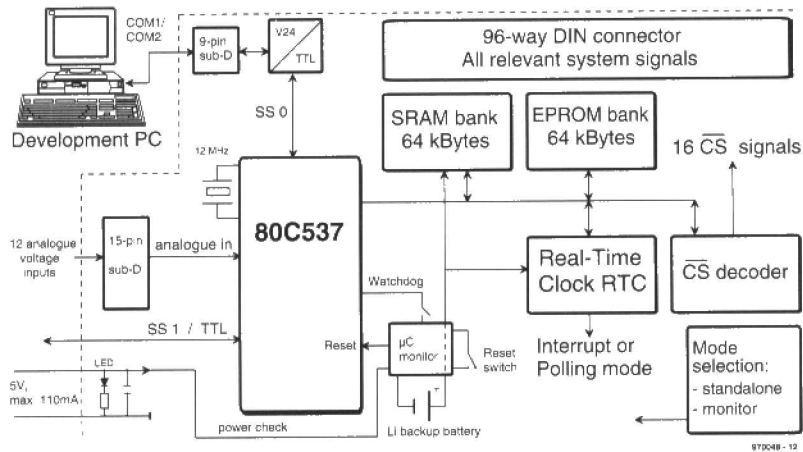 COM1/
COM2
9-pin
sub-D
V24
TTL
96-way DIN connector
All relevant system signals
Development PC
SS 0
SRAM bank
64 kBytes
EPROM bank
64 kBytes
16 CS signals
12 MHz
80C537
12 analogue
voltage
inputs
15-pin
sub-D
analogue in
Real-Time
Clock RTC
CS decoder
Watchdog
SS 1 / TTL
Reset
µC
monitor
Reset
switch
Interrupt or
Polling mode
Mode
selection:
- standalone
- monitor
LED
5V,
max 110mA
+
power check
Li backup battery
970048 - 12